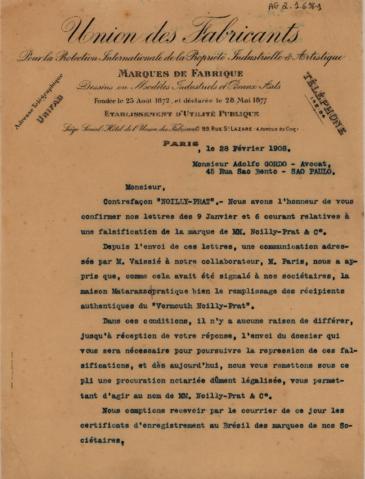 AG 2.1.6%1
Union des Fabricants
Pour la Protection Internationale de la Propriété Industrielle & Artistique
MARQUES DE FABRIQUE
Dessins ou Modèles Industriels et Beaux Arts
Fondée le 25 Août 1872, et déclarée le 28 Mai 1877
ETABLISSEMENT D'UTILITÉ PUBLIQUE
Siège Social Hôtel de l'Union des Fabricants 99 RUE ST LAZARE
Adresse Télégraphique
UNIFAB
TÉLÉPHONE
PARIS, le 28 Février 1908.
Monsieur Adolfo GORDO - Avocat,
45 Rua Sao Bento - SAO PAULO.
Monsieur,
Contrefaçon "NOILLY-PRAT".- Nous avons l'honneur de vous
confirmer nos lettres des 9 Janvier et 6 courant relatives à
une falsification de la marque de MM. Noilly-Prat & C°.
Depuis l'envoi de ces lettres, une communication adres-
sée par M. Vaissié à notre collaborateur, M. Paris, nous a ap-
pris que, comme cela avait été signalé à nos sociétaires, la
maison Matarazzo pratique bien le remplissage des récipients
authentiques du "Vermouth Noilly-Prat".
Dans ces conditions, il n'y a aucune raison de différer,
jusqu'à réception de votre réponse, l'envoi du dossier qui
vous sera nécessaire pour poursuivre la repression de ces fal-
sifications, et dès aujourd'hui, nous vous remettons sous ce
pli une procuration notariée dûment légalisée, vous permet-
tant d'agir au nom de MM. Noilly-Prat & C°.
Nous comptons recevoir par le courrier de ce jour les
certificats d'enregistrement au Brésil des marques de nos So-
ciétaires,